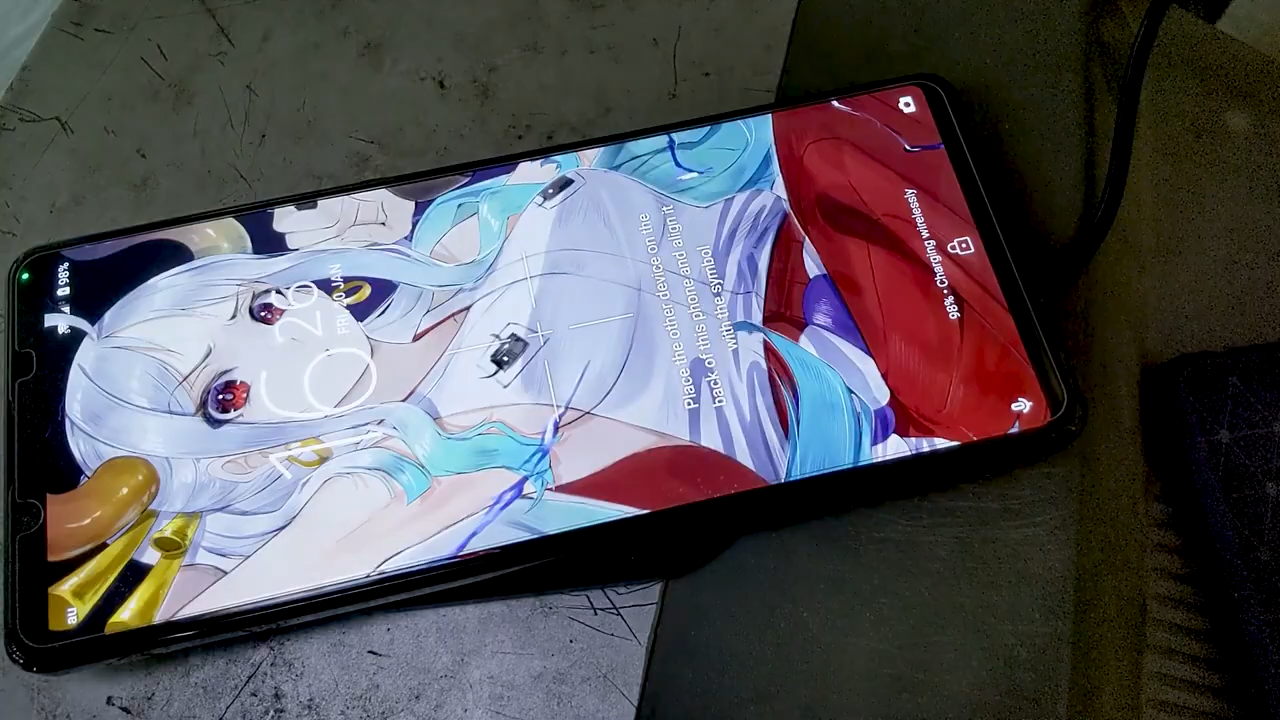 au
98%
16:26
FRI, 20 JAN
Place the other device on the
back of this phone and align it
with the symbol
98% • Charging wirelessly